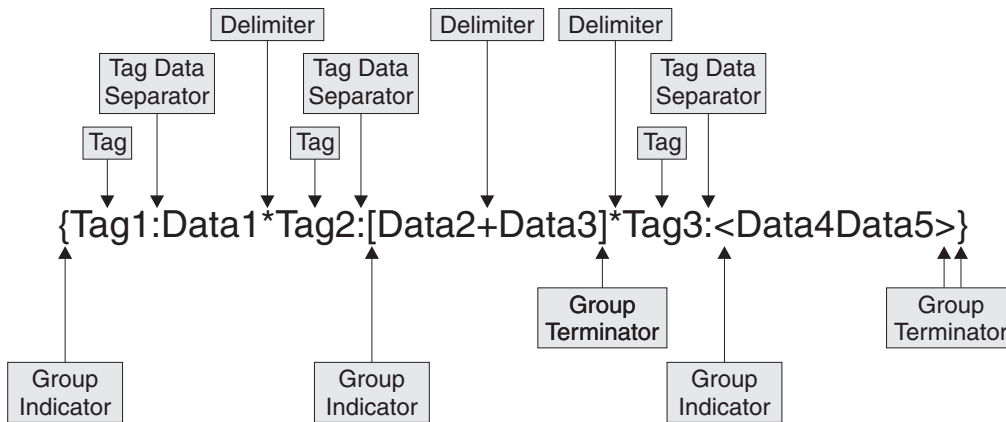 Delimiter Delimiter Delimiter
Tag Data Separator Tag Data Separator Tag Data Separator
Tag Tag Tag
{Tag1:Data1*Tag2:[Data2+Data3]*Tag3:<Data4Data5>}
Group Terminator Group Terminator
Group Indicator Group Indicator Group Indicator